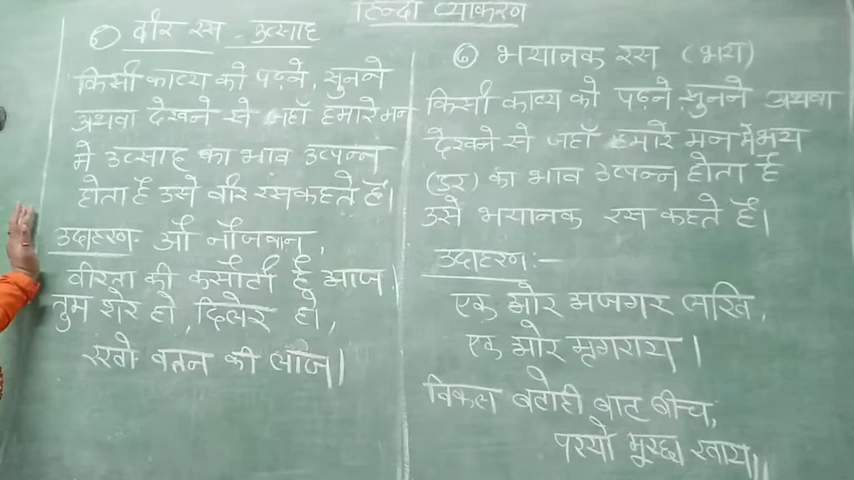 हिन्दी व्याकरण
वीर रस - उत्साह
किसी काव्य को पढ़ने, सुनने
अथवा देखने से जहाँ हमारे मन
मे उत्साह का भाव उत्पन्न
होता है उसे वीर रस कहते है।
उदाहरण- औ नौजवान,
वीरता की कसौटी है आज।
तुम शेर हो, दिलेर हो,
रखो वतन की लाज।
६ भयानक रस (भय)
किसी काव्य को पढ़ने, सुनने अथवा
देखने से जहाँ हमारे मन में भय
(डर) का भाव उत्पन्न होता है
उसे भयानक रस कहते है।
उदाहरण:-
एक ओर अजगर लखि,
एक ओर मृगराय।
विकल बटोही बाट बीच,
परयो मूरछा खाय॥